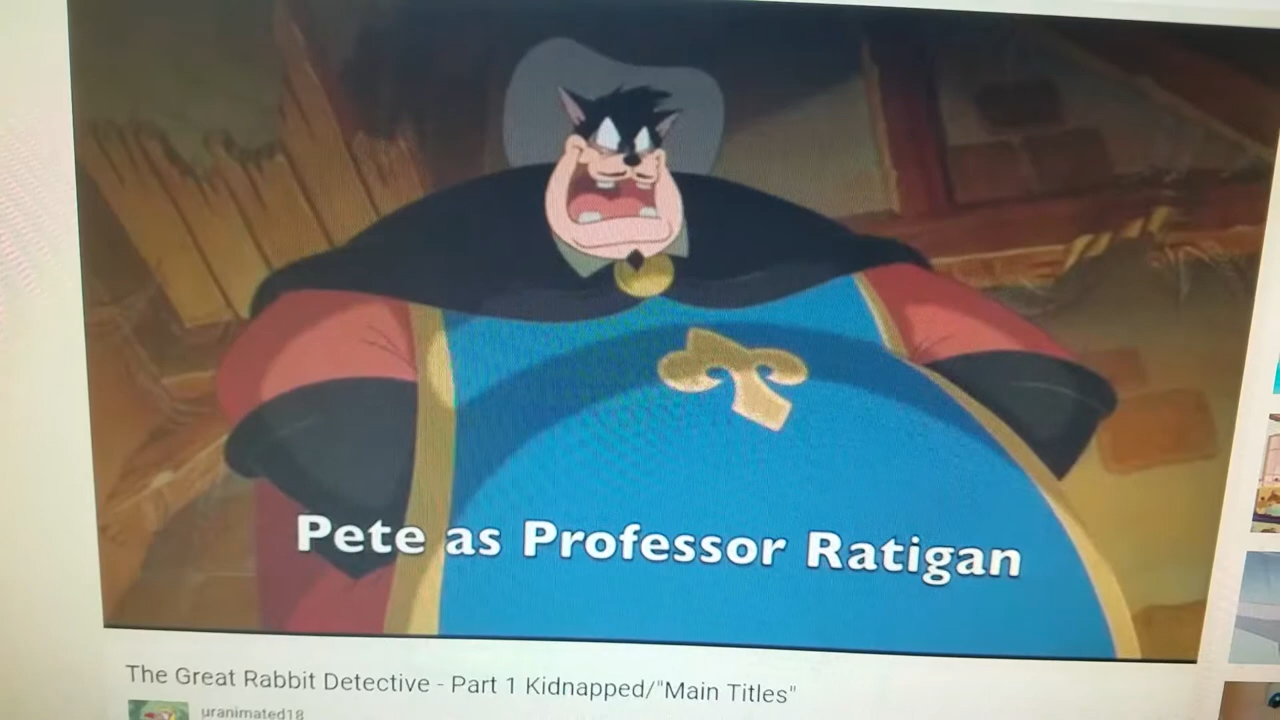 Pete as Professor Ratigan
The Great Rabbit Detective - Part 1 Kidnapped/"Main Titles"
uranimated18